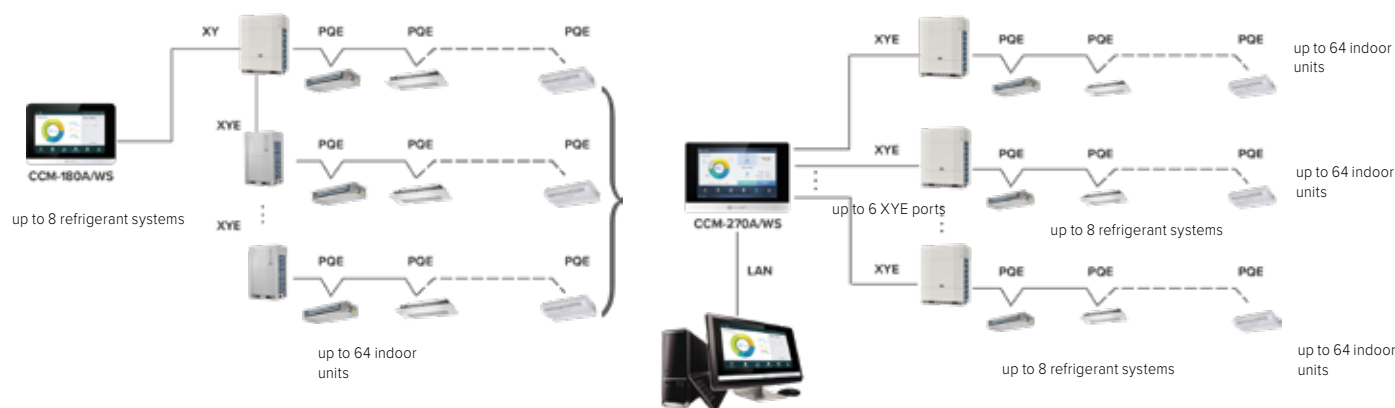 XY
PQE
PQE
PQE
CCM-180A/WS
XYE
PQE
PQE
PQE
up to 8 refrigerant systems
XYE
PQE
PQE
PQE
up to 64 indoor
units
XYE
PQE
PQE
PQE
up to 64 indoor
units
XYE
PQE
PQE
PQE
up to 64 indoor
units
up to 6 XYE ports
CCM-270A/WS
up to 8 refrigerant systems
LAN
XYE
PQE
PQE
PQE
up to 64 indoor
units
up to 8 refrigerant systems